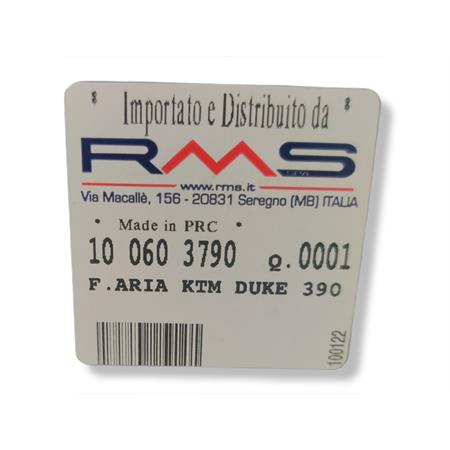 Importato e Distribuito da
RMS
www.rms.it
Via Macallè, 156 - 20831 Seregno (MB) ITALIA
* Made in PRC *
10 060 3790 Q.0001
F.ARIA KTM DUKE 390
100122